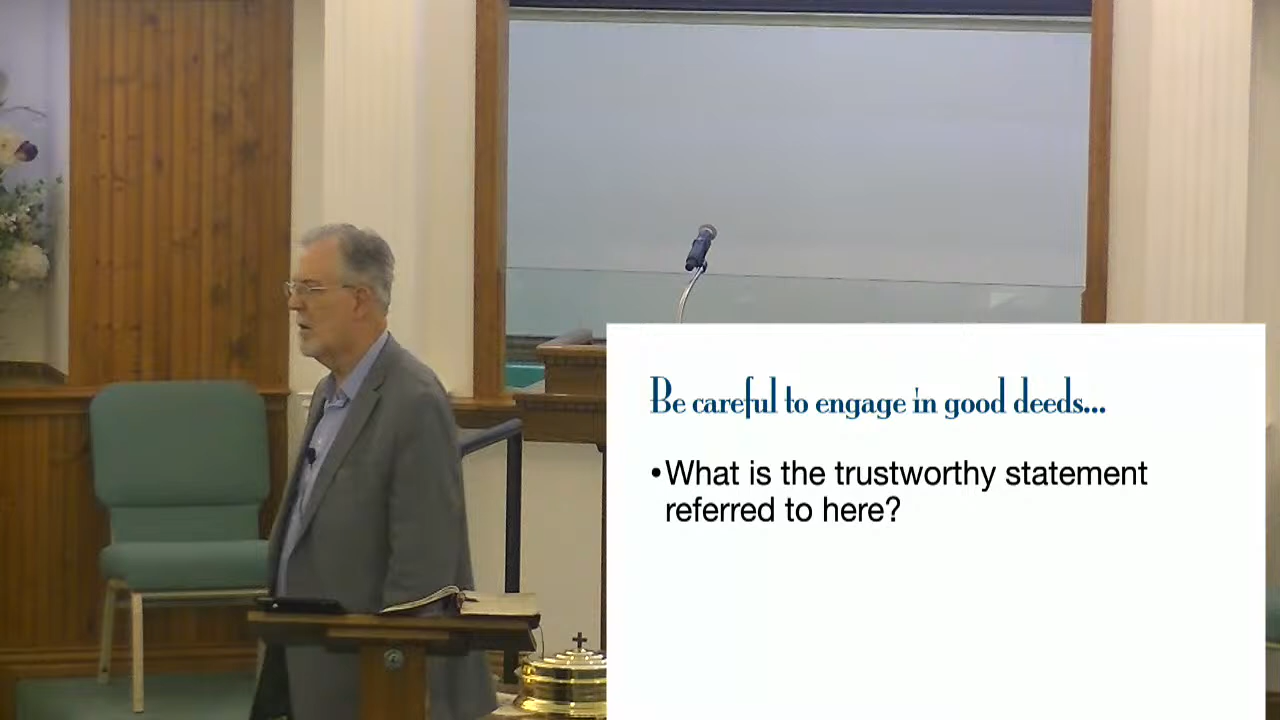 Be careful to engage in good deeds...
•What is the trustworthy statement
referred to here?